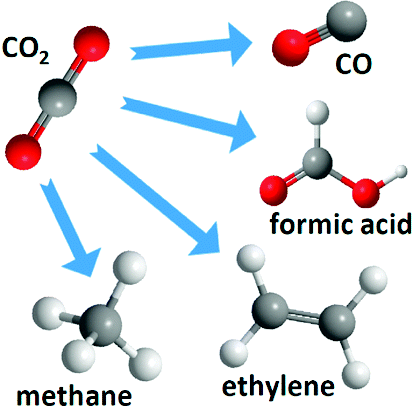 CO₂
CO
formic acid
ethylene
methane